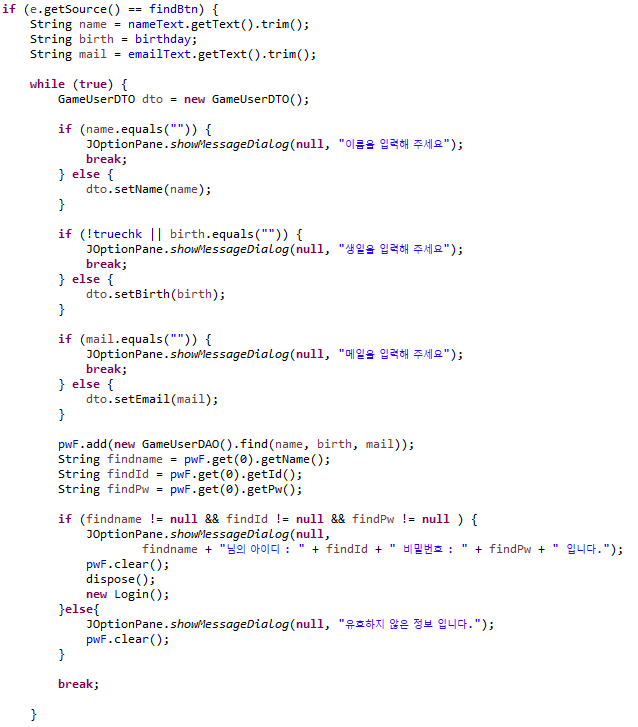 if (e.getSource() == findBtn) {
    String name = nameText.getText().trim();
    String birth = birthday;
    String mail = emailText.getText().trim();

    while (true) {
        GameUserDTO dto = new GameUserDTO();

        if (name.equals("")) {
            JOptionPane.showMessageDialog(null, "이름을 입력해 주세요");
            break;
        } else {
            dto.setName(name);
        }

        if (!truechk || birth.equals("")) {
            JOptionPane.showMessageDialog(null, "생일을 입력해 주세요");
            break;
        } else {
            dto.setBirth(birth);
        }

        if (mail.equals("")) {
            JOptionPane.showMessageDialog(null, "메일을 입력해 주세요");
            break;
        } else {
            dto.setEmail(mail);
        }

        pwF.add(new GameUserDAO().find(name, birth, mail));
        String findname = pwF.get(0).getName();
        String findId = pwF.get(0).getId();
        String findPw = pwF.get(0).getPw();

        if (findname != null && findId != null && findPw != null ) {
            JOptionPane.showMessageDialog(null,
                    findname + "님의 아이디 : " + findId + " 비밀번호 : " + findPw + " 입니다.");
            pwF.clear();
            dispose();
            new Login();
        }else{
            JOptionPane.showMessageDialog(null, "유효하지 않은 정보 입니다.");
            pwF.clear();
        }

        break;

    }